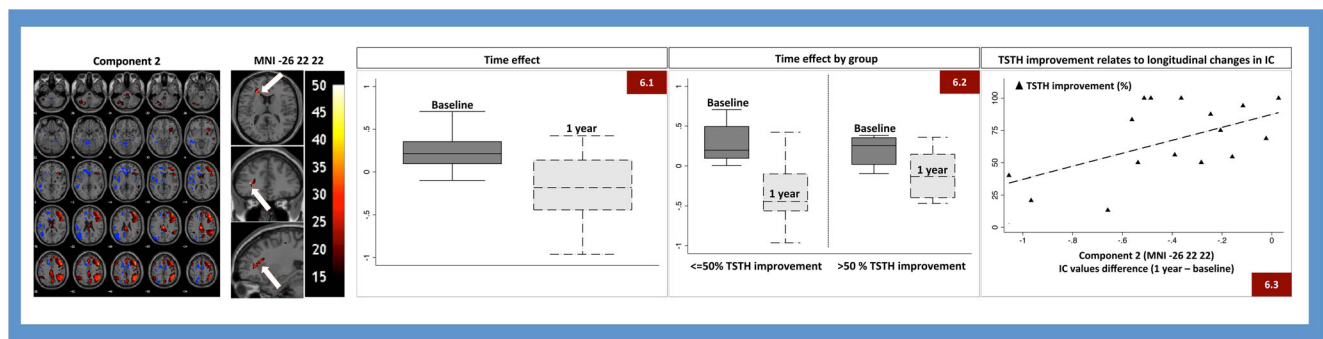 Component 2
MNI -26 22 22
50
45
40
35
30
25
20
15
Time effect
6.1
Baseline
1 year
1
.5
0
-.5
-1
Time effect by group
6.2
Baseline
1 year
Baseline
1 year
1
.5
0
-.5
-1
<=50% TSTH improvement
>50 % TSTH improvement
TSTH improvement relates to longitudinal changes in IC
▲ TSTH improvement (%)
100
75
50
25
0
-1
-.8
-.6
-.4
-.2
0
Component 2 (MNI -26 22 22)
IC values difference (1 year – baseline)
6.3